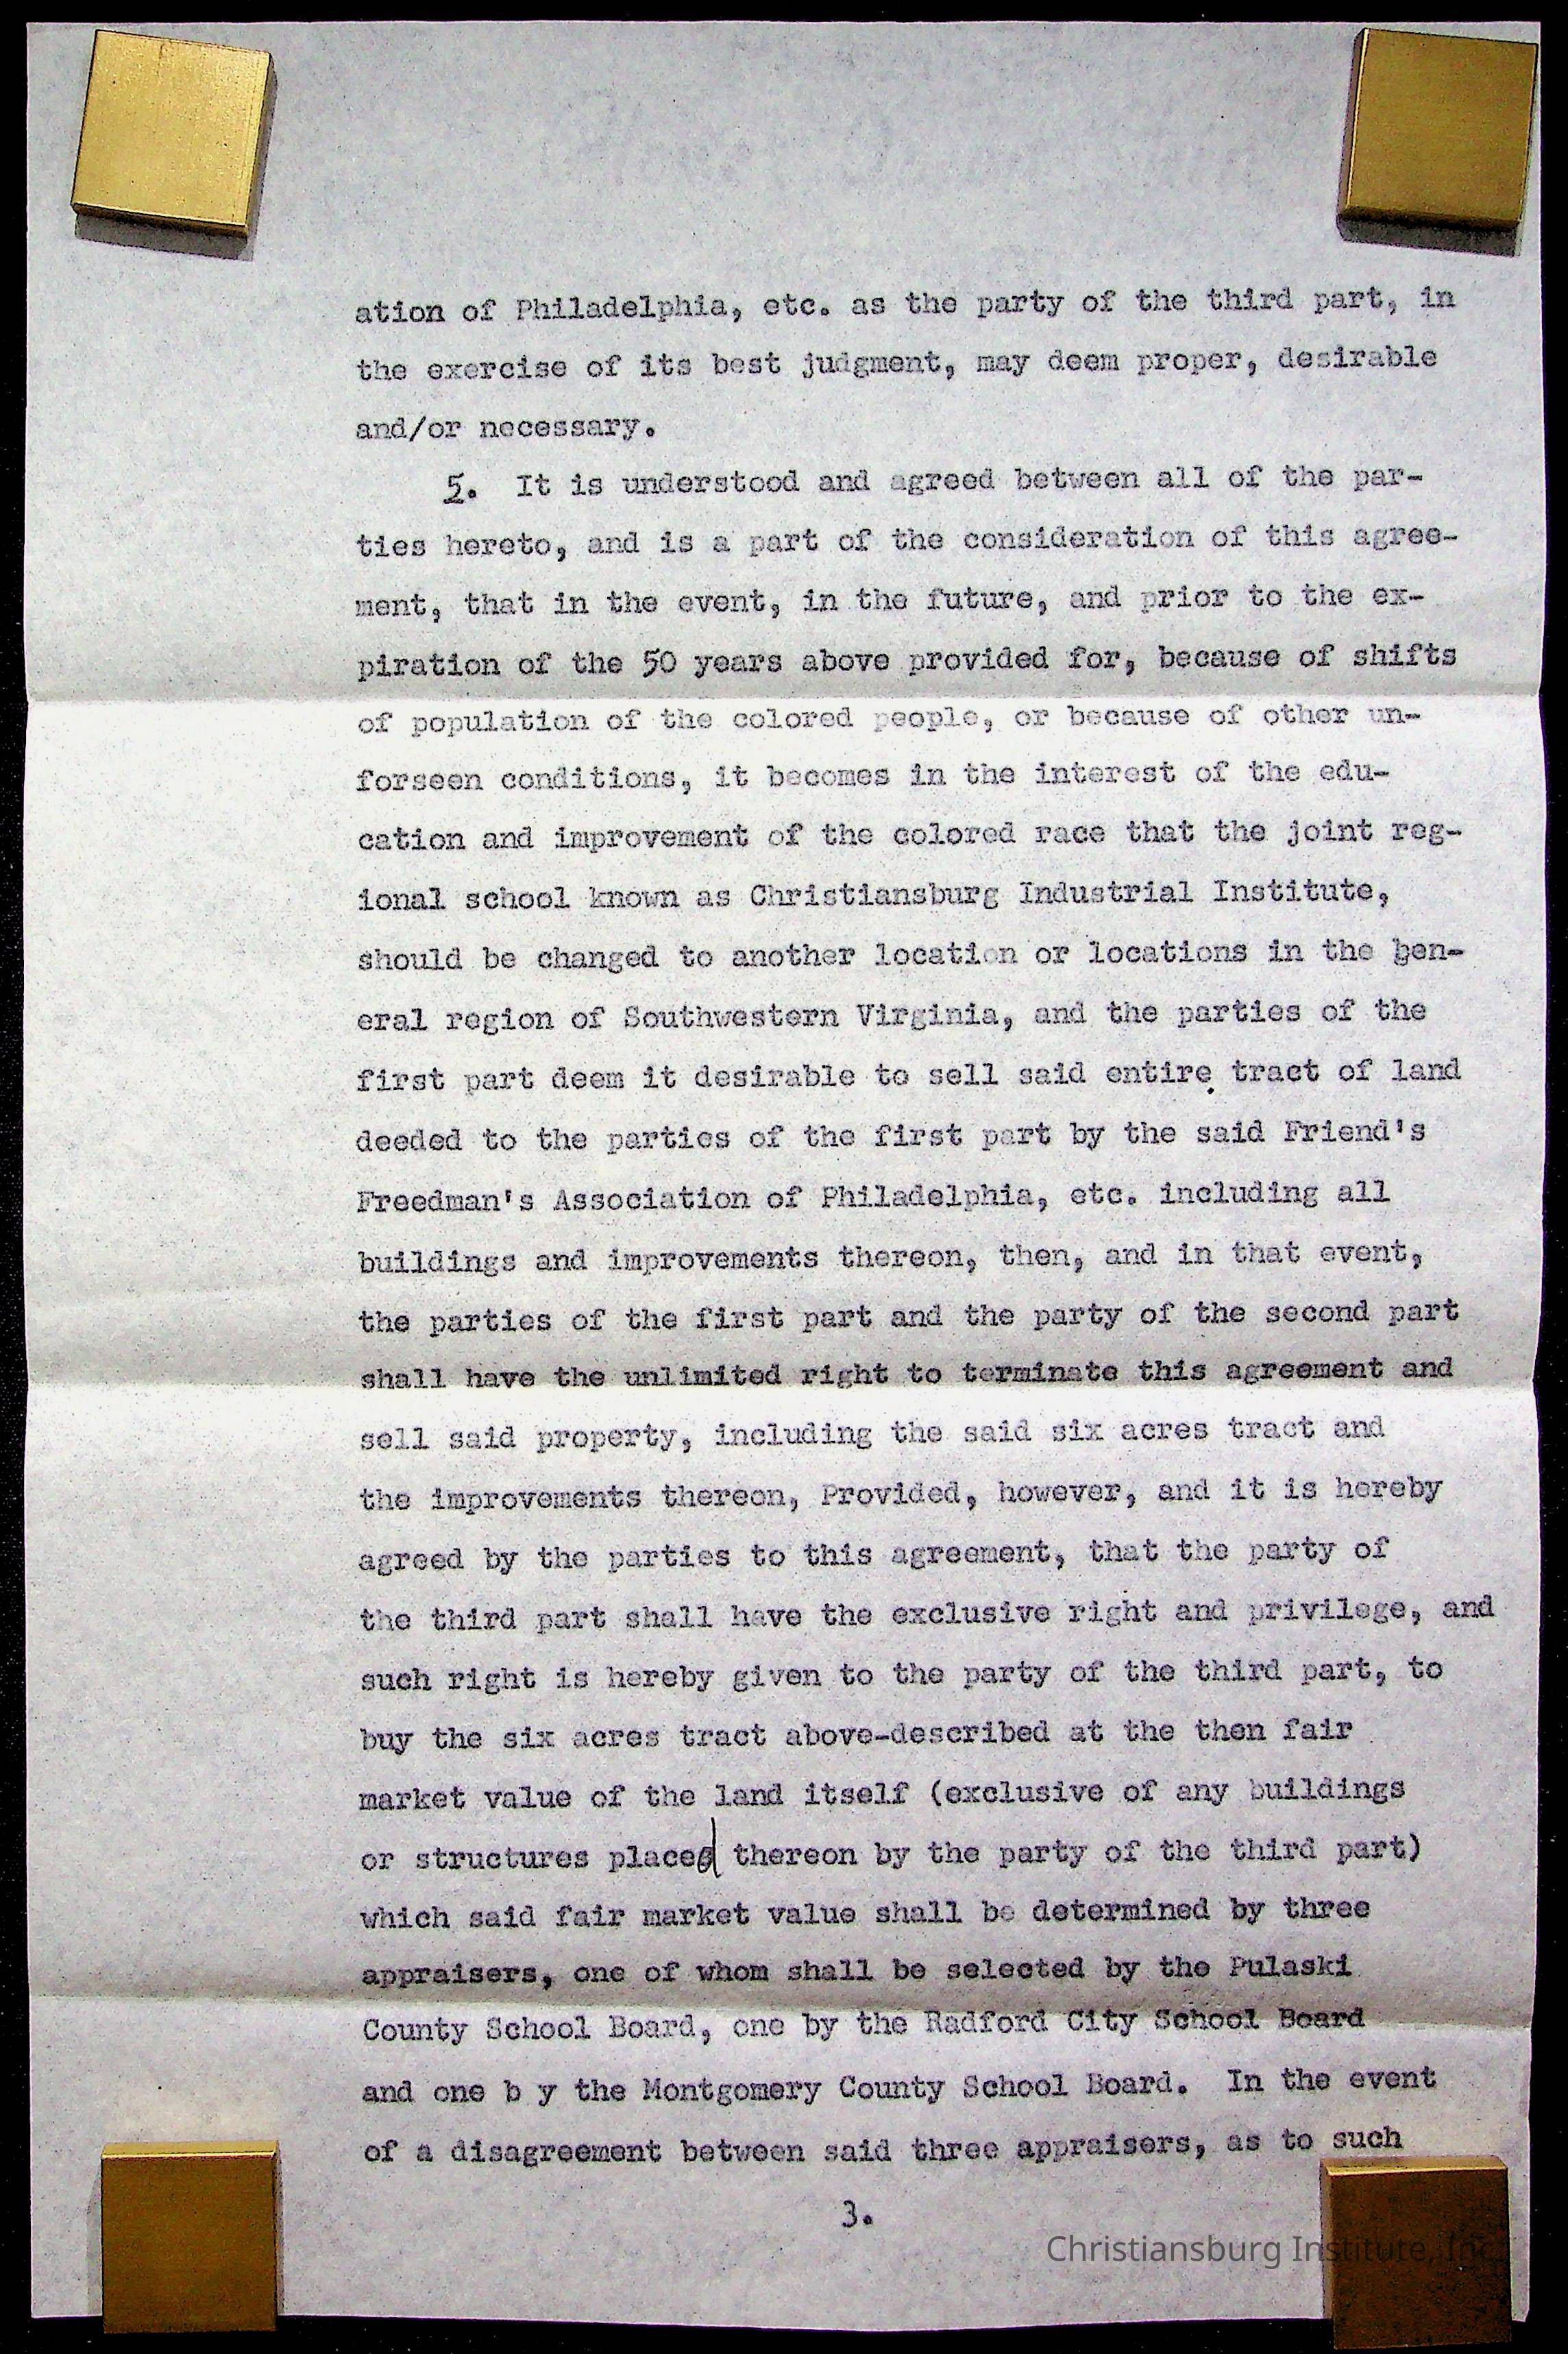 ation of Philadelphia, etc. as the party of the third part, in
the exercise of its best judgment, may deem proper, desirable
and/or necessary.
5. It is understood and agreed between all of the par-
ties hereto, and is a part of the consideration of this agree-
ment, that in the event, in the future, and prior to the ex-
piration of the 50 years above provided for, because of shifts
of population of the colored people, or because of other un-
forseen conditions, it becomes in the interest of the edu-
cation and improvement of the colored race that the joint reg-
ional school known as Christiansburg Industrial Institute,
should be changed to another location or locations in the gen-
eral region of Southwestern Virginia, and the parties of the
first part deem it desirable to sell said entire tract of land
deeded to the parties of the first part by the said Friend's
Freedman's Association of Philadelphia, etc. including all
buildings and improvements thereon, then, and in that event,
the parties of the first part and the party of the second part
shall have the unlimited right to terminate this agreement and
sell said property, including the said six acres tract and
the improvements thereon, Provided, however, and it is hereby
agreed by the parties to this agreement, that the party of
the third part shall have the exclusive right and privilege, and
such right is hereby given to the party of the third part, to
buy the six acres tract above-described at the then fair
market value of the land itself (exclusive of any buildings
or structures placed thereon by the party of the third part)
which said fair market value shall be determined by three
appraisers, one of whom shall be selected by the Pulaski
County School Board, one by the Radford City School Board
and one b y the Montgomery County School Board. In the event
of a disagreement between said three appraisers, as to such
3.
Christiansburg Institute, Inc.